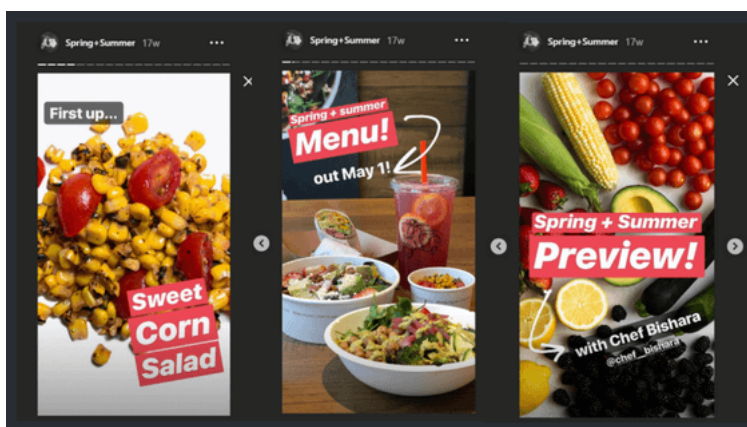 Spring+Summer 17w
First up...
Sweet
Corn
Salad
Spring+Summer 17w
Spring + summer
Menu!
out May 1!
Spring+Summer 17w
Spring + Summer
Preview!
with Chef Bishara
@chef_bishara